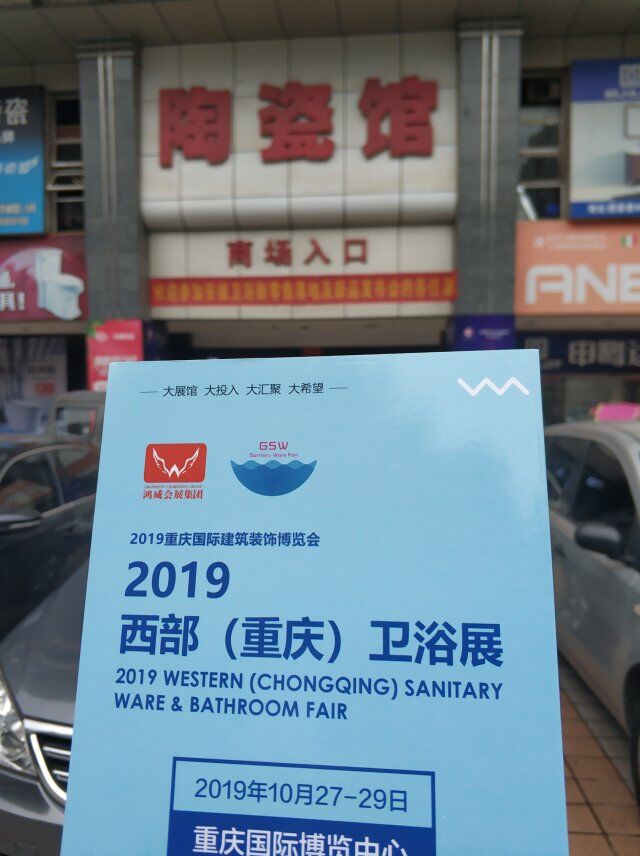 陶瓷馆
商场入口
ANE
大展馆 大投入 大汇聚 大希望
鸿威会展集团
GSW
Sanitary Ware Fair
2019重庆国际建筑装饰博览会
2019
西部（重庆）卫浴展
2019 WESTERN (CHONGQING) SANITARY
WARE & BATHROOM FAIR
2019年10月27-29日
重庆国际博览中心